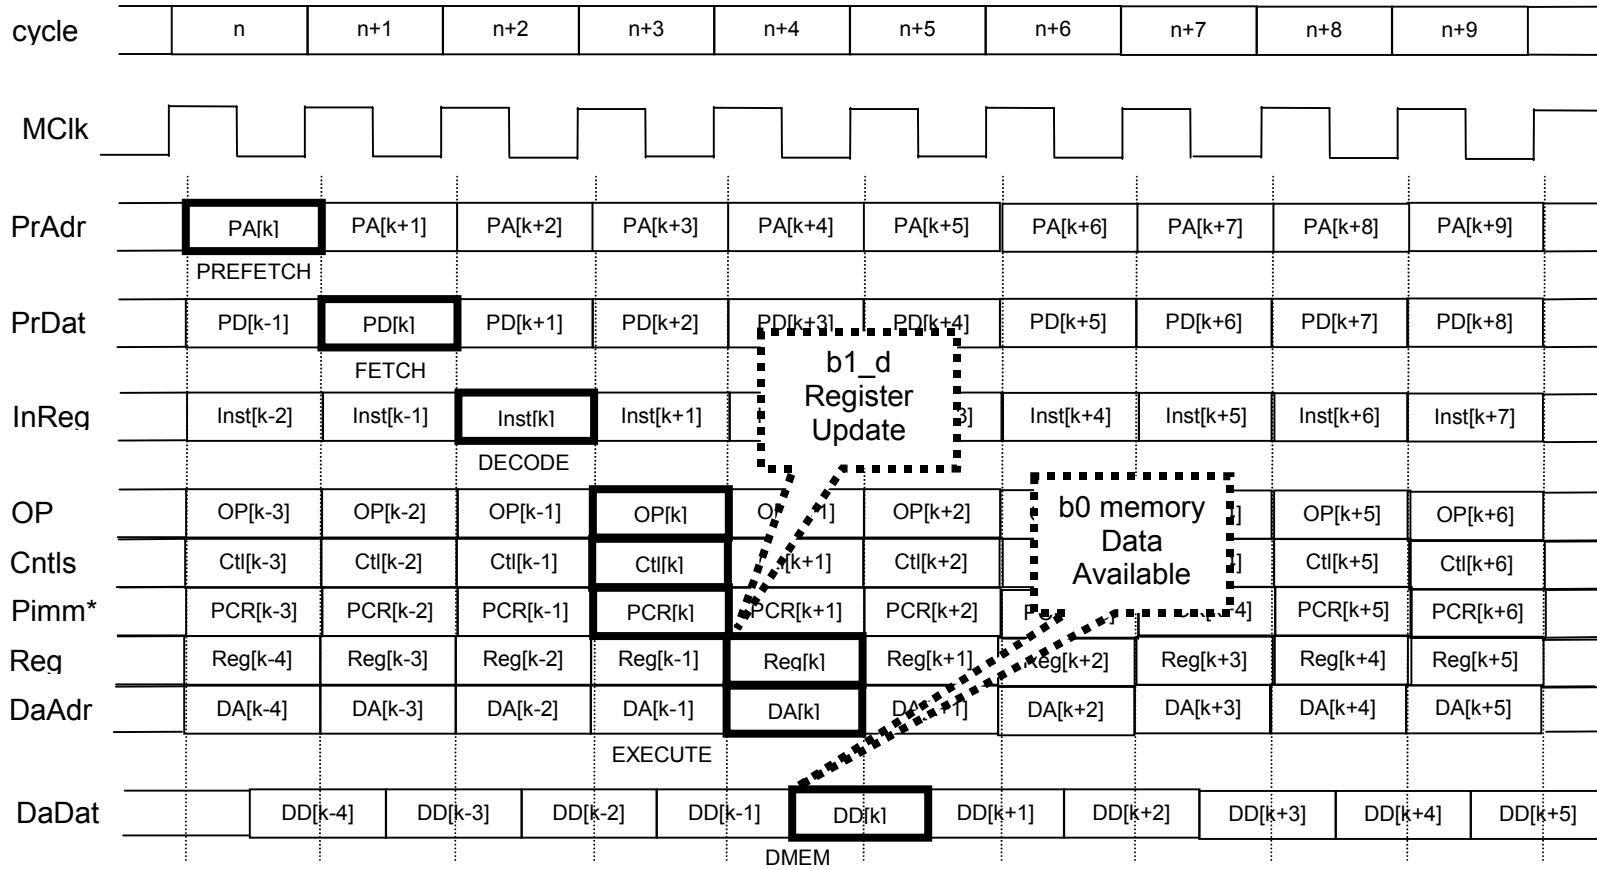 cycle n n+1 n+2 n+3 n+4 n+5 n+6 n+7 n+8 n+9
MClk
PrAdr PA[k] PA[k+1] PA[k+2] PA[k+3] PA[k+4] PA[k+5] PA[k+6] PA[k+7] PA[k+8] PA[k+9]
PREFETCH
PrDat PD[k-1] PD[k] PD[k+1] PD[k+2] PD[k+3] PD[k+4] PD[k+5] PD[k+6] PD[k+7] PD[k+8]
FETCH
b1_d
Register
Update
InReg Inst[k-2] Inst[k-1] Inst[k] Inst[k+1] Inst[k+4] Inst[k+5] Inst[k+6] Inst[k+7]
DECODE
b0 memory
Data
Available
OP OP[k-3] OP[k-2] OP[k-1] OP[k] OP[k+2] OP[k+5] OP[k+6]
Cntls Ctl[k-3] Ctl[k-2] Ctl[k-1] Ctl[k] Ctl[k+2] Ctl[k+5] Ctl[k+6]
Pimm* PCR[k-3] PCR[k-2] PCR[k-1] PCR[k] PCR[k+1] PCR[k+2] PCR[k+5] PCR[k+6]
Reg Reg[k-4] Reg[k-3] Reg[k-2] Reg[k-1] Reg[k] Reg[k+1] Reg[k+2] Reg[k+3] Reg[k+4] Reg[k+5]
DaAdr DA[k-4] DA[k-3] DA[k-2] DA[k-1] DA[k] DA[k+1] DA[k+2] DA[k+3] DA[k+4] DA[k+5]
EXECUTE
DaDat DD[k-4] DD[k-3] DD[k-2] DD[k-1] DD[k] DD[k+1] DD[k+2] DD[k+3] DD[k+4] DD[k+5]
DMEM